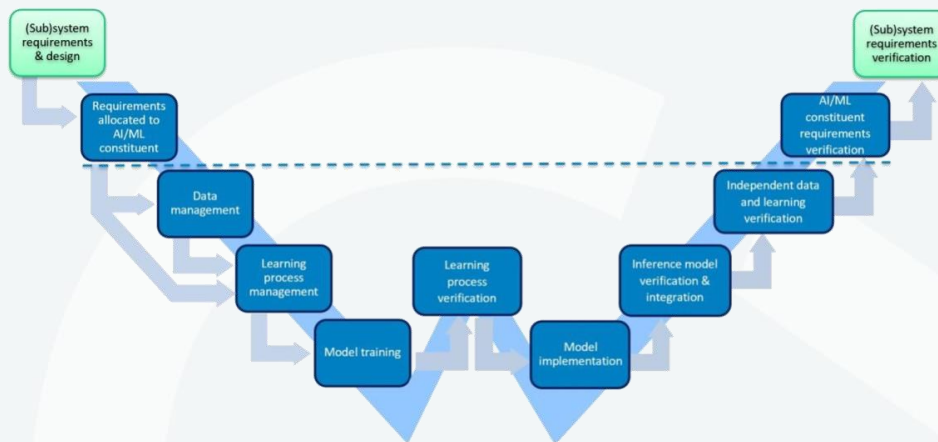 (Sub)system
requirements
& design
Requirements
allocated to
AI/ML
constituent
Data
management
Learning
process
management
Model training
Learning
process
verification
Model
implementation
Inference model
verification &
integration
Independent data
and learning
verification
AI/ML
constituent
requirements
verification
(Sub)system
requirements
verification